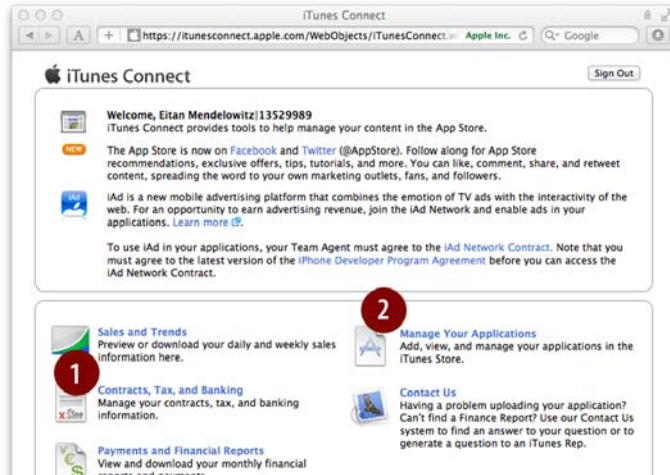 iTunes Connect
A
+
https://itunesconnect.apple.com/WebObjects/iTunesConnect.w
Apple Inc.
Google
iTunes Connect
Sign Out
Welcome, Eitan Mendelowitz|13529989
iTunes Connect provides tools to help manage your content in the App Store.
NEW
The App Store is now on Facebook and Twitter (@AppStore). Follow along for App Store
recommendations, exclusive offers, tips, tutorials, and more. You can like, comment, share, and retweet
content, spreading the word to your own marketing outlets, fans, and followers.
iAd
iAd is a new mobile advertising platform that combines the emotion of TV ads with the interactivity of the
web. For an opportunity to earn advertising revenue, join the iAd Network and enable ads in your
applications. Learn more
To use iAd in your applications, your Team Agent must agree to the iAd Network Contract. Note that you
must agree to the latest version of the iPhone Developer Program Agreement before you can access the
iAd Network Contract.
Sales and Trends
Preview or download your daily and weekly sales
information here.
1
Contracts, Tax, and Banking
Manage your contracts, tax, and banking
information.
Payments and Financial Reports
View and download your monthly financial
reports and payments.
2
Manage Your Applications
Add, view, and manage your applications in the
iTunes Store.
Contact Us
Having a problem uploading your application?
Can't find a Finance Report? Use our Contact Us
system to find an answer to your question or to
generate a question to an iTunes Rep.